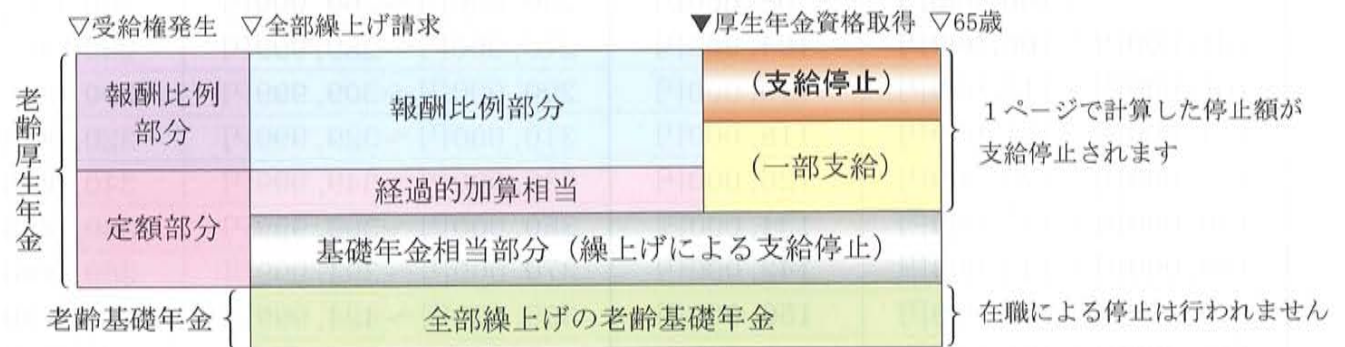 ▽受給権発生 ▽全部繰上げ請求 ▼厚生年金資格取得 ▽65歳
老齢厚生年金
報酬比例
部分
報酬比例部分
(支給停止)
1ページで計算した停止額が
支給停止されます
(一部支給)
経過的加算相当
定額部分
基礎年金相当部分(繰上げによる支給停止)
老齢基礎年金
全部繰上げの老齢基礎年金
在職による停止は行われません